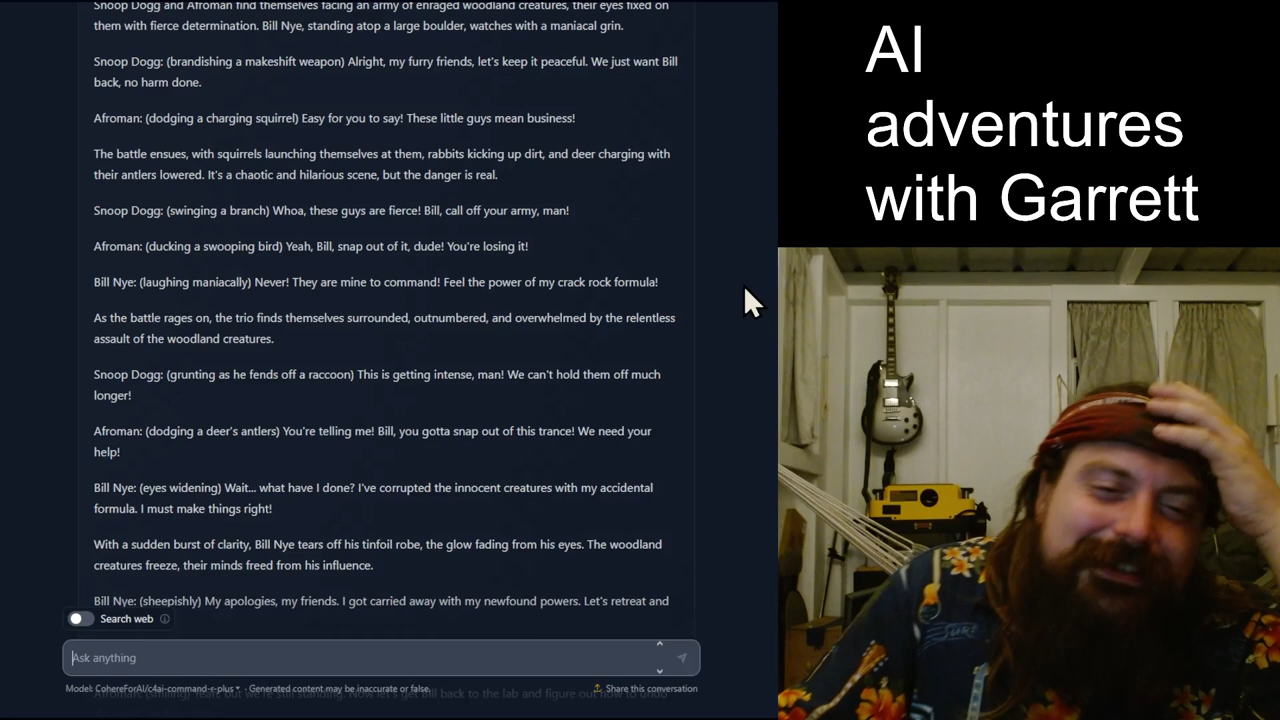 Snoop Dogg and Afroman find themselves facing an army of enraged woodland creatures, their eyes fixed on
them with fierce determination. Bill Nye, standing atop a large boulder, watches with a maniacal grin.
Snoop Dogg: (brandishing a makeshift weapon) Alright, my furry friends, let's keep it peaceful. We just want Bill
back, no harm done.
Afroman: (dodging a charging squirrel) Easy for you to say! These little guys mean business!
The battle ensues, with squirrels launching themselves at them, rabbits kicking up dirt, and deer charging with
their antlers lowered. It's a chaotic and hilarious scene, but the danger is real.
Snoop Dogg: (swinging a branch) Whoa, these guys are fierce! Bill, call off your army, man!
Afroman: (ducking a swooping bird) Yeah, Bill, snap out of it, dude! You're losing it!
Bill Nye: (laughing maniacally) Never! They are mine to command! Feel the power of my crack rock formula!
As the battle rages on, the trio finds themselves surrounded, outnumbered, and overwhelmed by the relentless
assault of the woodland creatures.
Snoop Dogg: (grunting as he fends off a raccoon) This is getting intense, man! We can't hold them off much
longer!
Afroman: (dodging a deer's antlers) You're telling me! Bill, you gotta snap out of this trance! We need your
help!
Bill Nye: (eyes widening) Wait... what have I done? I've corrupted the innocent creatures with my accidental
formula. I must make things right!
With a sudden burst of clarity, Bill Nye tears off his tinfoil robe, the glow fading from his eyes. The woodland
creatures freeze, their minds freed from his influence.
Bill Nye: (sheepishly) My apologies, my friends. I got carried away with my newfound powers. Let's retreat and
Search web
Ask anything
Model: CohereForAI/c4ai-command-r-plus · Generated content may be inaccurate or false.
Share this conversation
AI
adventures
with Garrett